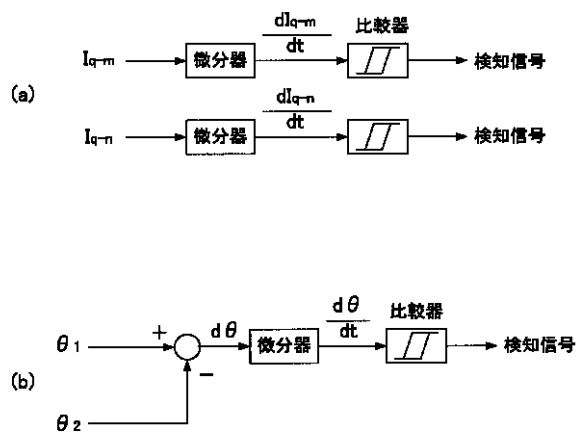 (a)
Iq-m
微分器
dIq-m
dt
比較器
検知信号
Iq-n
微分器
dIq-n
dt
検知信号
(b)
θ1
+
dθ
微分器
dθ
dt
比較器
検知信号
−
θ2